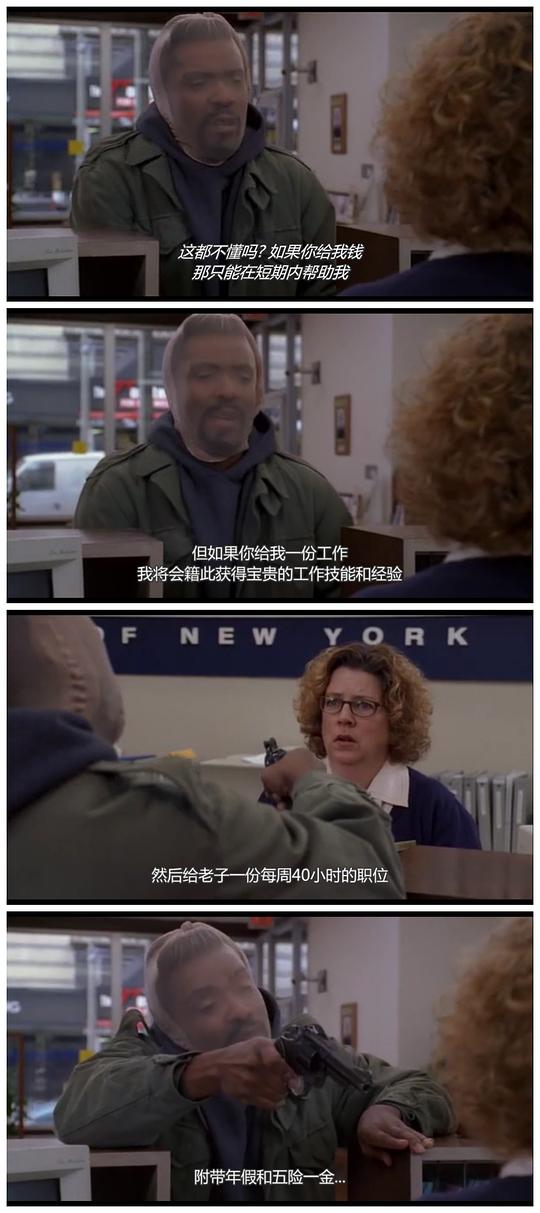 这都不懂吗？如果你给我钱
那只能在短期内帮助我
但如果你给我一份工作
我将会籍此获得宝贵的工作技能和经验
OF NEW YORK
然后给老子一份每周40小时的职位
附带年假和五险一金...